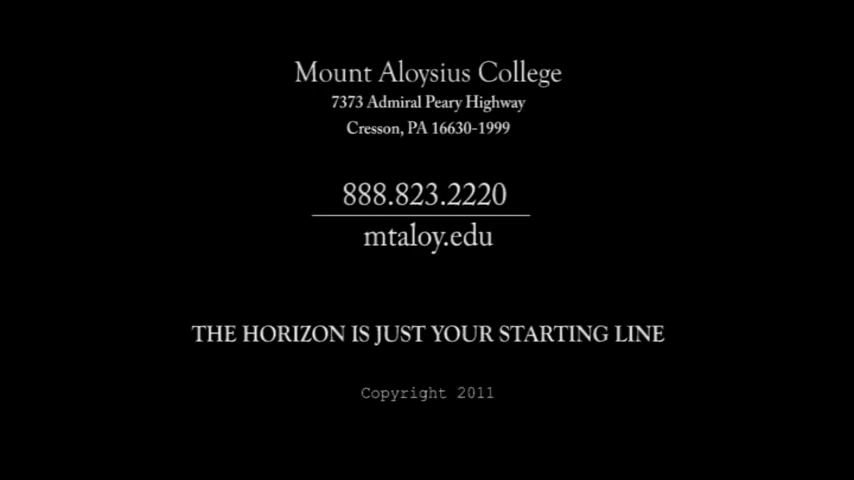 Mount Aloysius College
7373 Admiral Peary Highway
Cresson, PA 16630-1999
888.823.2220
mtaloy.edu
THE HORIZON IS JUST YOUR STARTING LINE
Copyright 2011